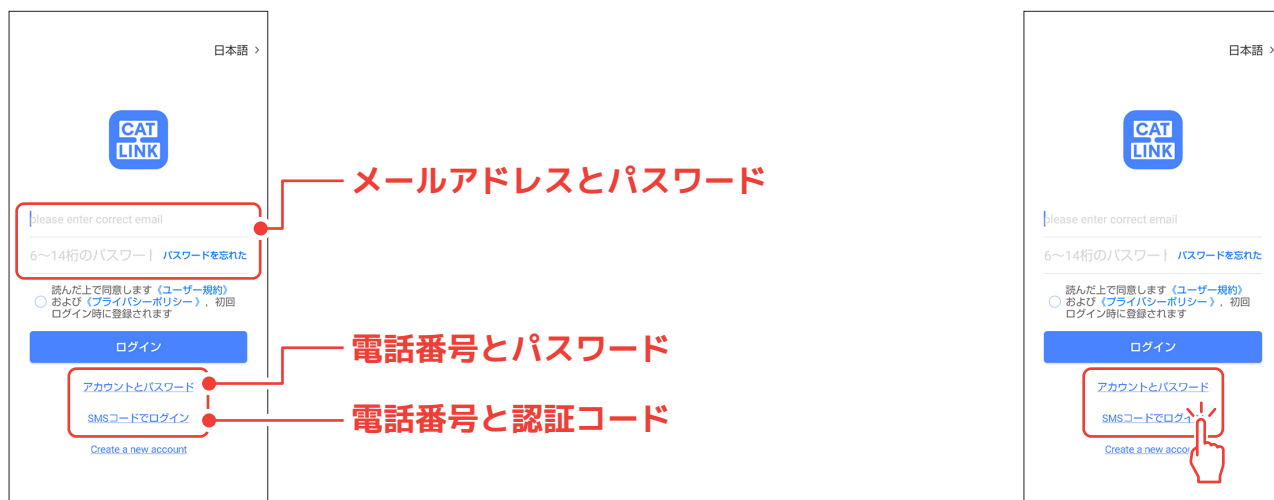 日本語 >
CAT
LINK
メールアドレスとパスワード
please enter correct email
6〜14桁のパスワー
パスワードを忘れた
読んだ上で同意します《ユーザー規約》
および《プライバシーポリシー 》, 初回
ログイン時に登録されます
ログイン
電話番号とパスワード
アカウントとパスワード
電話番号と認証コード
SMSコードでログイン
Create a new account
日本語 >
CAT
LINK
please enter correct email
6〜14桁のパスワー
パスワードを忘れた
読んだ上で同意します《ユーザー規約》
および《プライバシーポリシー 》, 初回
ログイン時に登録されます
ログイン
アカウントとパスワード
SMSコードでログイ
Create a new accou